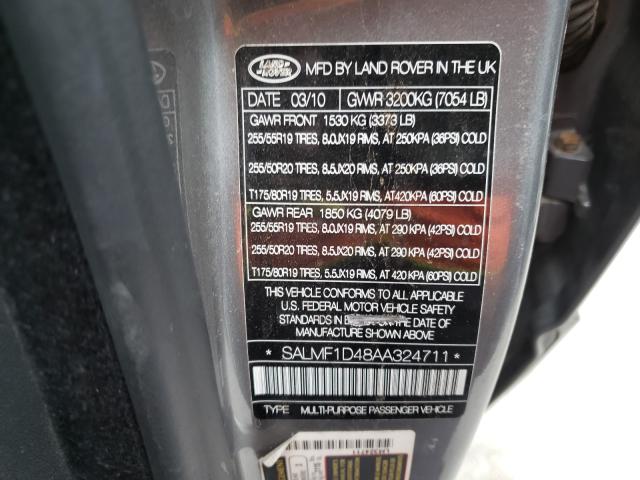 LAND ROVER
MFD BY LAND ROVER IN THE UK
DATE 03/10 GVWR 3200KG (7054 LB)
GAWR FRONT 1530 KG (3373 LB)
255/55R19 TIRES, 8.0JX19 RIMS, AT 250KPA (36PSI) COLD
255/50R20 TIRES, 8.5JX20 RIMS, AT 250KPA (36PSI) COLD
T175/80R19 TIRES, 5.5JX19 RIMS, AT420KPA (60PSI) COLD
GAWR REAR 1850 KG (4079 LB)
255/55R19 TIRES, 8.0JX19 RIMS, AT 290 KPA (42PSI) COLD
255/50R20 TIRES, 8.5JX20 RIMS, AT 290 KPA (42PSI) COLD
T175/80R19 TIRES, 5.5JX19 RIMS, AT 420 KPA (60PSI) COLD
THIS VEHICLE CONFORMS TO ALL APPLICABLE
U.S. FEDERAL MOTOR VEHICLE SAFETY
STANDARDS IN THE DATE OF
MANUFACTURE SHOWN ABOVE
* SALMF1D48AA324711 *
TYPE MULTI-PURPOSE PASSENGER VEHICLE